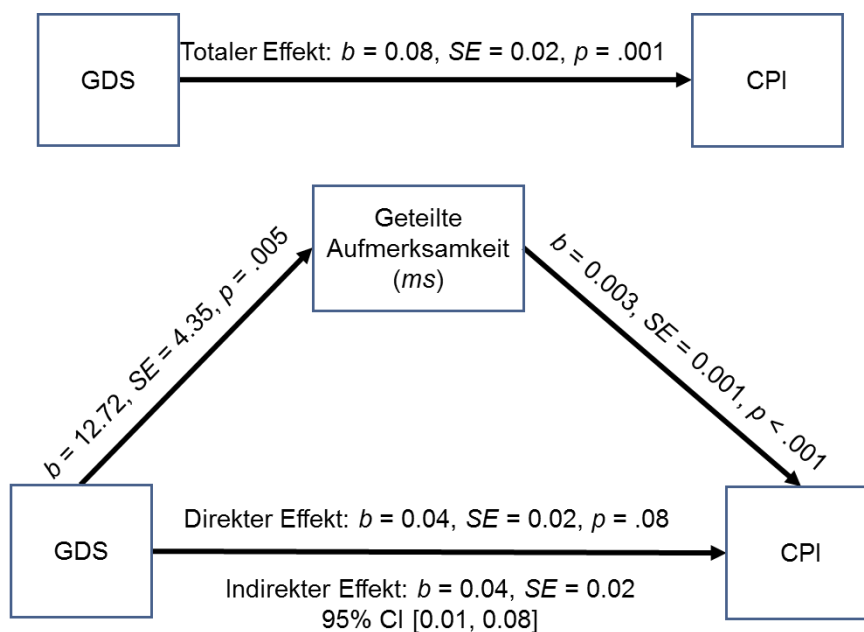 Totaler Effekt: b = 0.08, SE = 0.02, p = .001
GDS
CPI
Geteilte
Aufmerksamkeit
(ms)
b = 12.72, SE = 4.35, p = .005
b = 0.003, SE = 0.001, p < .001
Direkter Effekt: b = 0.04, SE = 0.02, p = .08
GDS
CPI
Indirekter Effekt: b = 0.04, SE = 0.02
95% CI [0.01, 0.08]